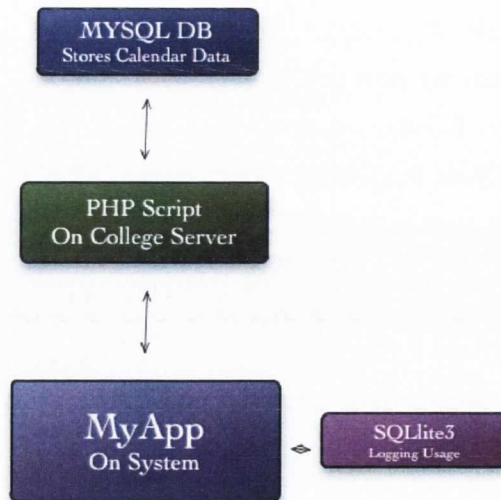 MYSQL DB
Stores Calendar Data
PHP Script
On College Server
MyApp
On System
SQLlite3
Logging Usage